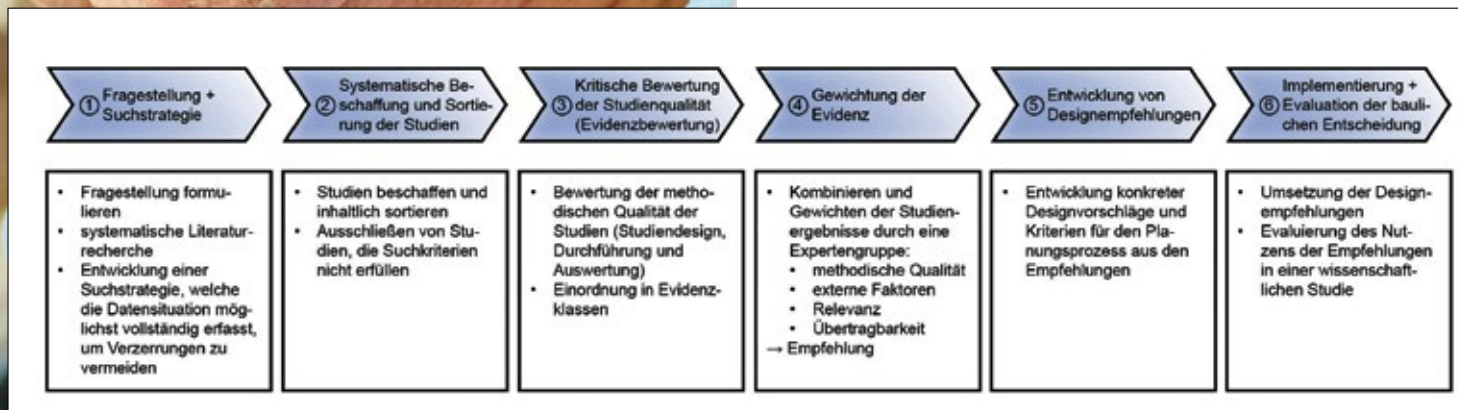 ① Fragestellung +
Suchstrategie
Systematische Be-
② schaffung und Sortie-
rung der Studien
Kritische Bewertung
③ der Studienqualität
(Evidenzbewertung)
④ Gewichtung der
Evidenz
⑤ Entwicklung von
Designempfehlungen
Implementierung +
⑥ Evaluation der bauli-
chen Entscheidung
• Fragestellung formu-
lieren
• systematische Literatur-
recherche
• Entwicklung einer
Suchstrategie, welche
die Datensituation mög-
lichst vollständig erfasst,
um Verzerrungen zu
vermeiden
• Studien beschaffen und
inhaltlich sortieren
• Ausschließen von Stu-
dien, die Suchkriterien
nicht erfüllen
• Bewertung der metho-
dischen Qualität der
Studien (Studiendesign,
Durchführung und
Auswertung)
• Einordnung in Evidenz-
klassen
• Kombinieren und
Gewichten der Studien-
ergebnisse durch eine
Expertengruppe:
• methodische Qualität
• externe Faktoren
• Relevanz
• Übertragbarkeit
→ Empfehlung
• Entwicklung konkreter
Designvorschläge und
Kriterien für den Pla-
nungsprozess aus den
Empfehlungen
• Umsetzung der Design-
empfehlungen
• Evaluierung des Nut-
zens der Empfehlungen
in einer wissenschaft-
lichen Studie